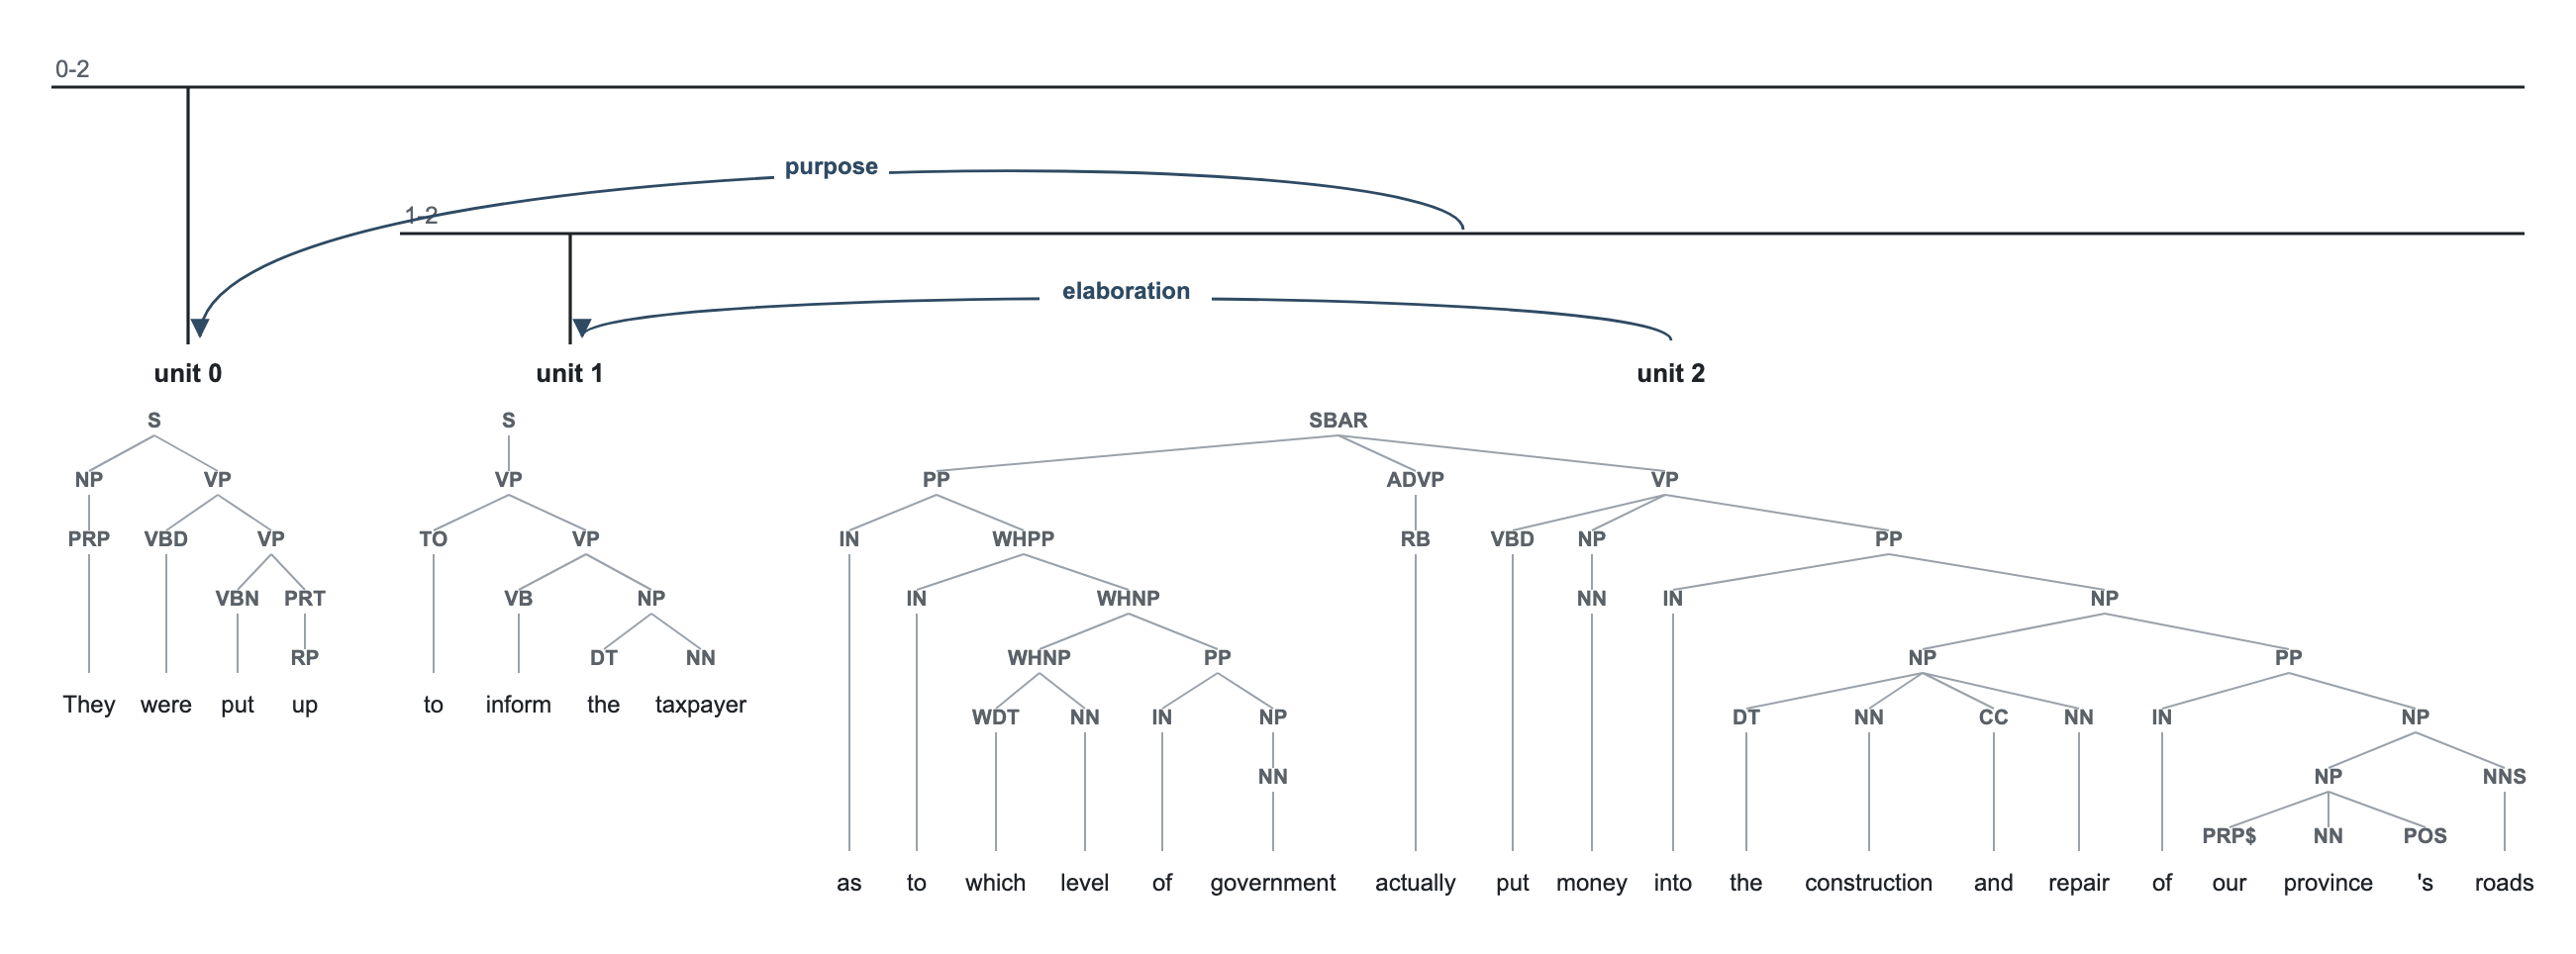 0-2
purpose
1-2
elaboration
unit 0 unit 1 unit 2
S S SBAR
NP VP VP PP ADVP VP
PRP VBD VP TO VP IN WHPP RB VBD NP PP
VBN PRT VB NP IN WHNP NN IN NP
RP DT NN WHNP PP NP PP
They were put up to inform the taxpayer
WDT NN IN NP DT NN CC NN IN NP
NN NP NNS
PRP$ NN POS
as to which level of government actually put money into the construction and repair of our province 's roads